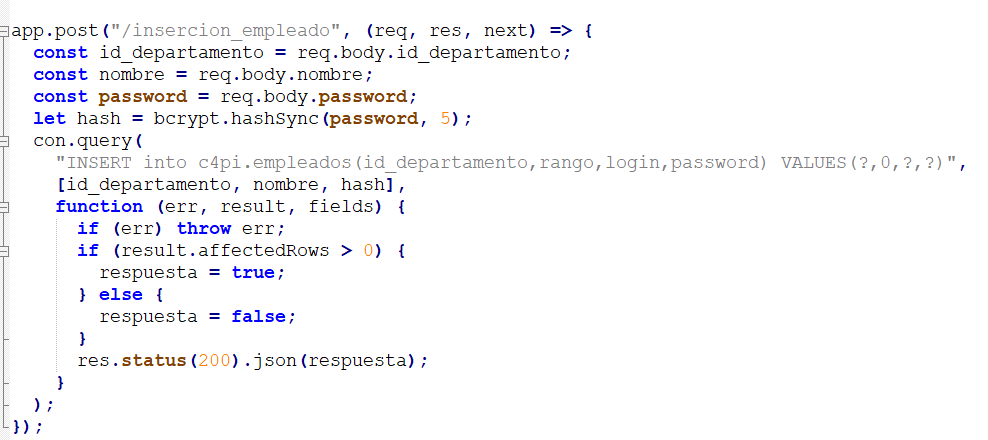 app.post("/insercion_empleado", (req, res, next) => {
  const id_departamento = req.body.id_departamento;
  const nombre = req.body.nombre;
  const password = req.body.password;
  let hash = bcrypt.hashSync(password, 5);
  con.query(
    "INSERT into c4pi.empleados(id_departamento,rango,login,password) VALUES(?,0,?,?)",
    [id_departamento, nombre, hash],
    function (err, result, fields) {
      if (err) throw err;
      if (result.affectedRows > 0) {
        respuesta = true;
      } else {
        respuesta = false;
      }
      res.status(200).json(respuesta);
    }
  );
});